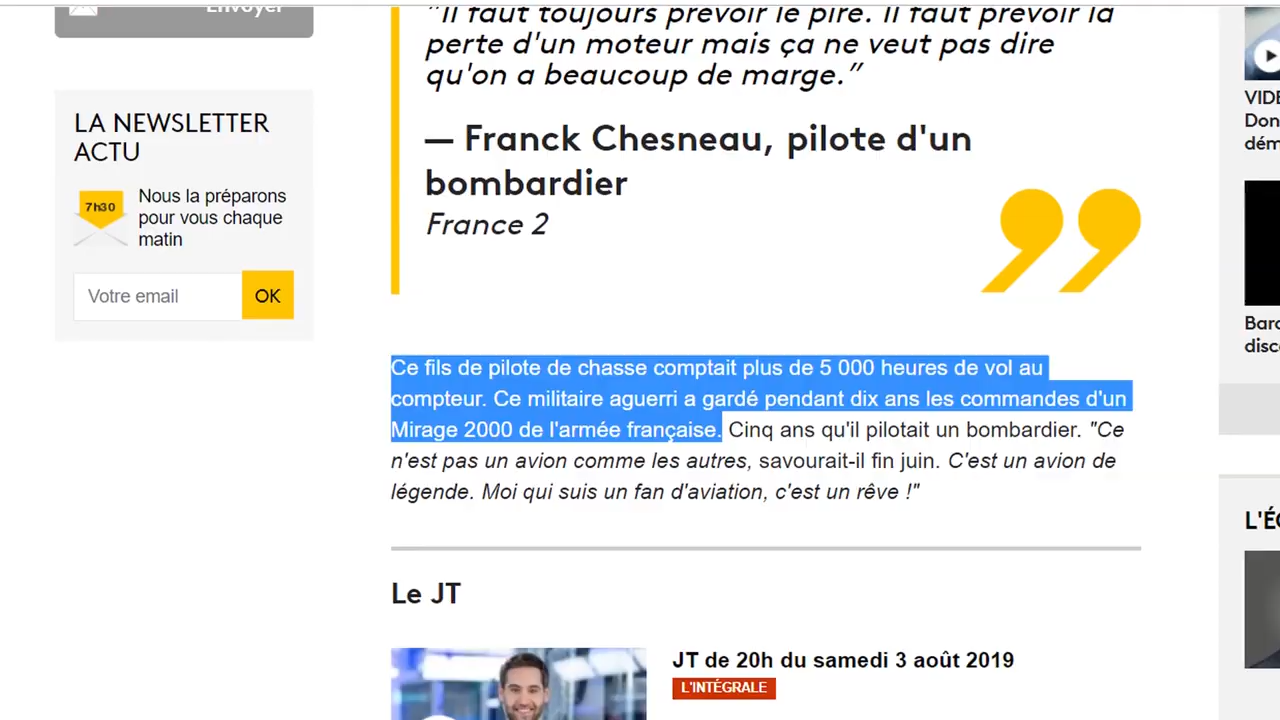 Envoyer
"Il faut toujours prévoir le pire. Il faut prévoir la
perte d'un moteur mais ça ne veut pas dire
qu'on a beaucoup de marge.”
— Franck Chesneau, pilote d'un
bombardier
France 2
LA NEWSLETTER
ACTU
7h30
Nous la préparons
pour vous chaque
matin
Votre email
OK
Ce fils de pilote de chasse comptait plus de 5 000 heures de vol au
compteur. Ce militaire aguerri a gardé pendant dix ans les commandes d'un
Mirage 2000 de l'armée française. Cinq ans qu'il pilotait un bombardier. "Ce
n'est pas un avion comme les autres, savourait-il fin juin. C'est un avion de
légende. Moi qui suis un fan d'aviation, c'est un rêve !"
Le JT
JT de 20h du samedi 3 août 2019
L'INTÉGRALE
VIDE
Don
dém
Bara
disc
L'É